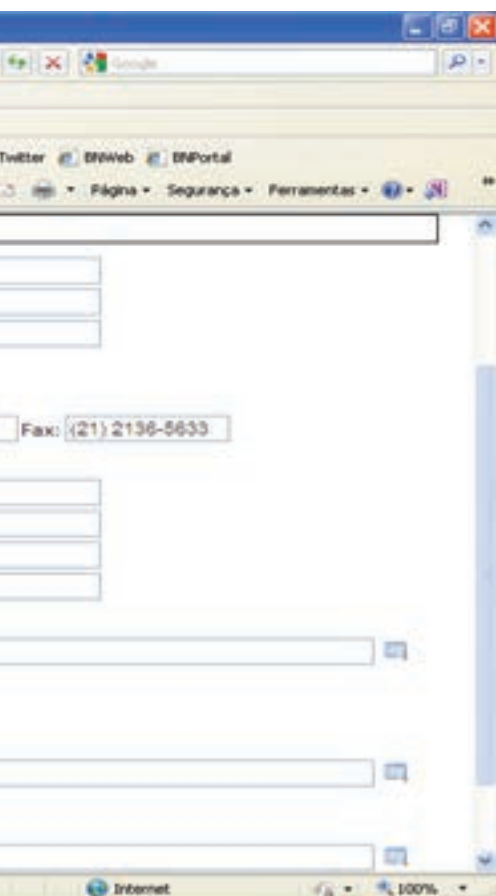 Google
Twitter BNWeb BNPortal
Página Segurança Ferramentas
Fax: (21) 2136-5633
Internet 100%